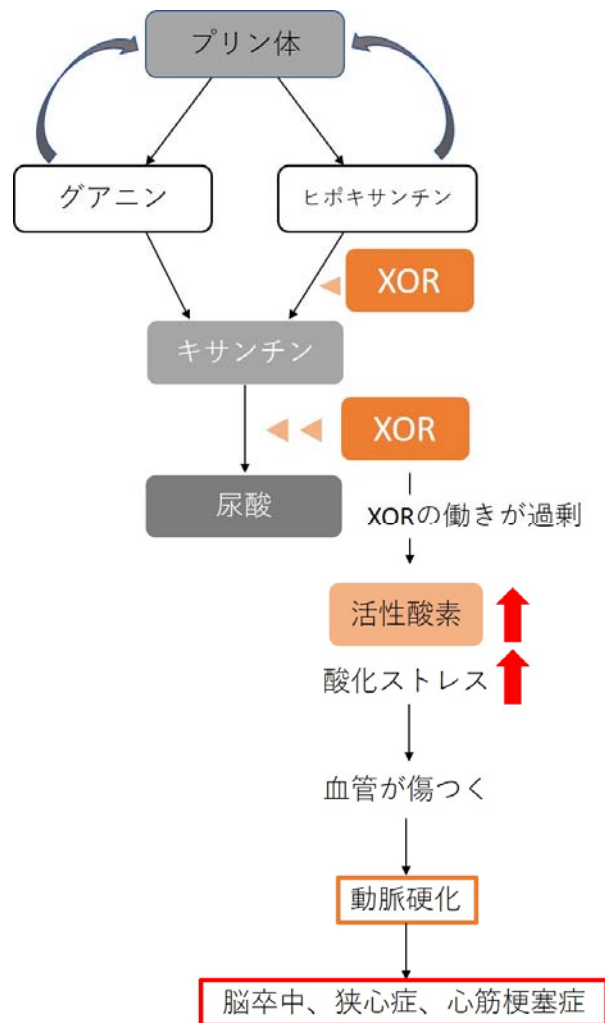 プリン体
グアニン
ヒポキサンチン
XOR
キサンチン
XOR
尿酸
XORの働きが過剰
活性酸素
酸化ストレス
血管が傷つく
動脈硬化
脳卒中、狭心症、心筋梗塞症